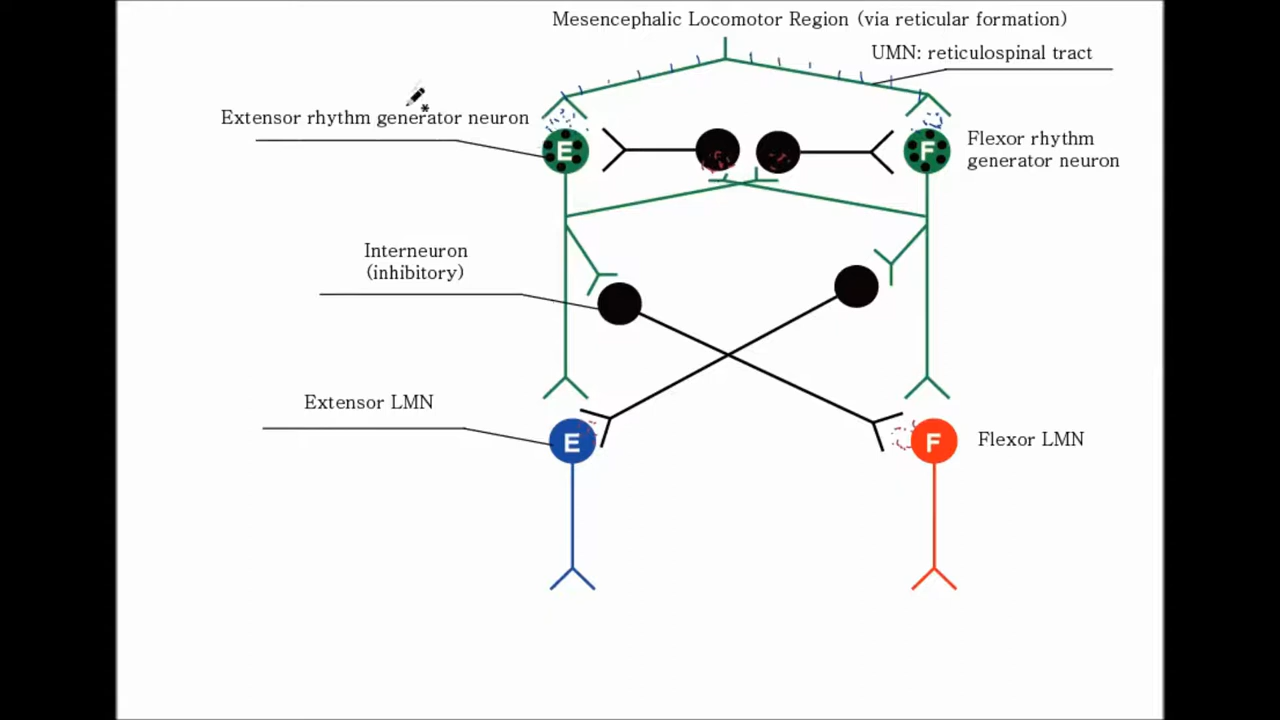 Mesencephalic Locomotor Region (via reticular formation)
UMN: reticulospinal tract
Extensor rhythm generator neuron
E
F
Flexor rhythm
generator neuron
Interneuron
(inhibitory)
Extensor LMN
E
F
Flexor LMN